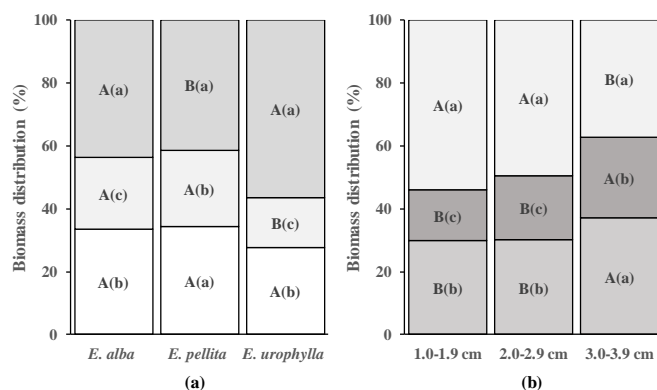 Biomass distribution (%)
100
80
60
40
20
0
A(a)
A(c)
A(b)
B(a)
A(b)
A(a)
A(a)
B(c)
A(b)
E. alba
E. pellita
E. urophylla
(a)
Biomass distribution (%)
100
80
60
40
20
0
A(a)
B(c)
B(b)
A(a)
B(c)
B(b)
B(a)
A(b)
A(a)
1.0-1.9 cm
2.0-2.9 cm
3.0-3.9 cm
(b)